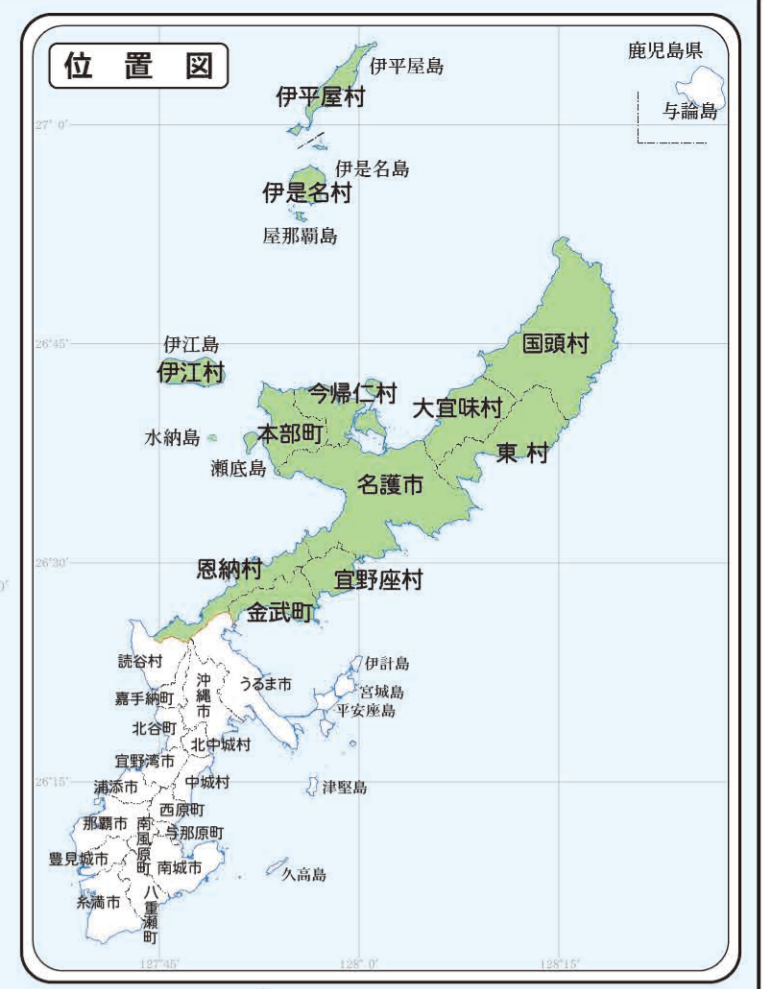 位置図
鹿児島県
伊平屋島
伊平屋村
与論島
27° 0′
伊是名島
伊是名村
屋那覇島
26°45′
伊江島
伊江村
国頭村
今帰仁村
大宜味村
水納島
本部町
東村
瀬底島
名護市
26°30′
恩納村
宜野座村
0′
金武町
読谷村
沖縄市
うるま市
伊計島
宮城島
平安座島
嘉手納町
北谷町
北中城村
宜野湾市
26°15′
浦添市
中城村
津堅島
西原町
那覇市
南風原町
与那原町
豊見城市
南城市
久高島
糸満市
八重瀬町
127°45′
128° 0′
128°15′